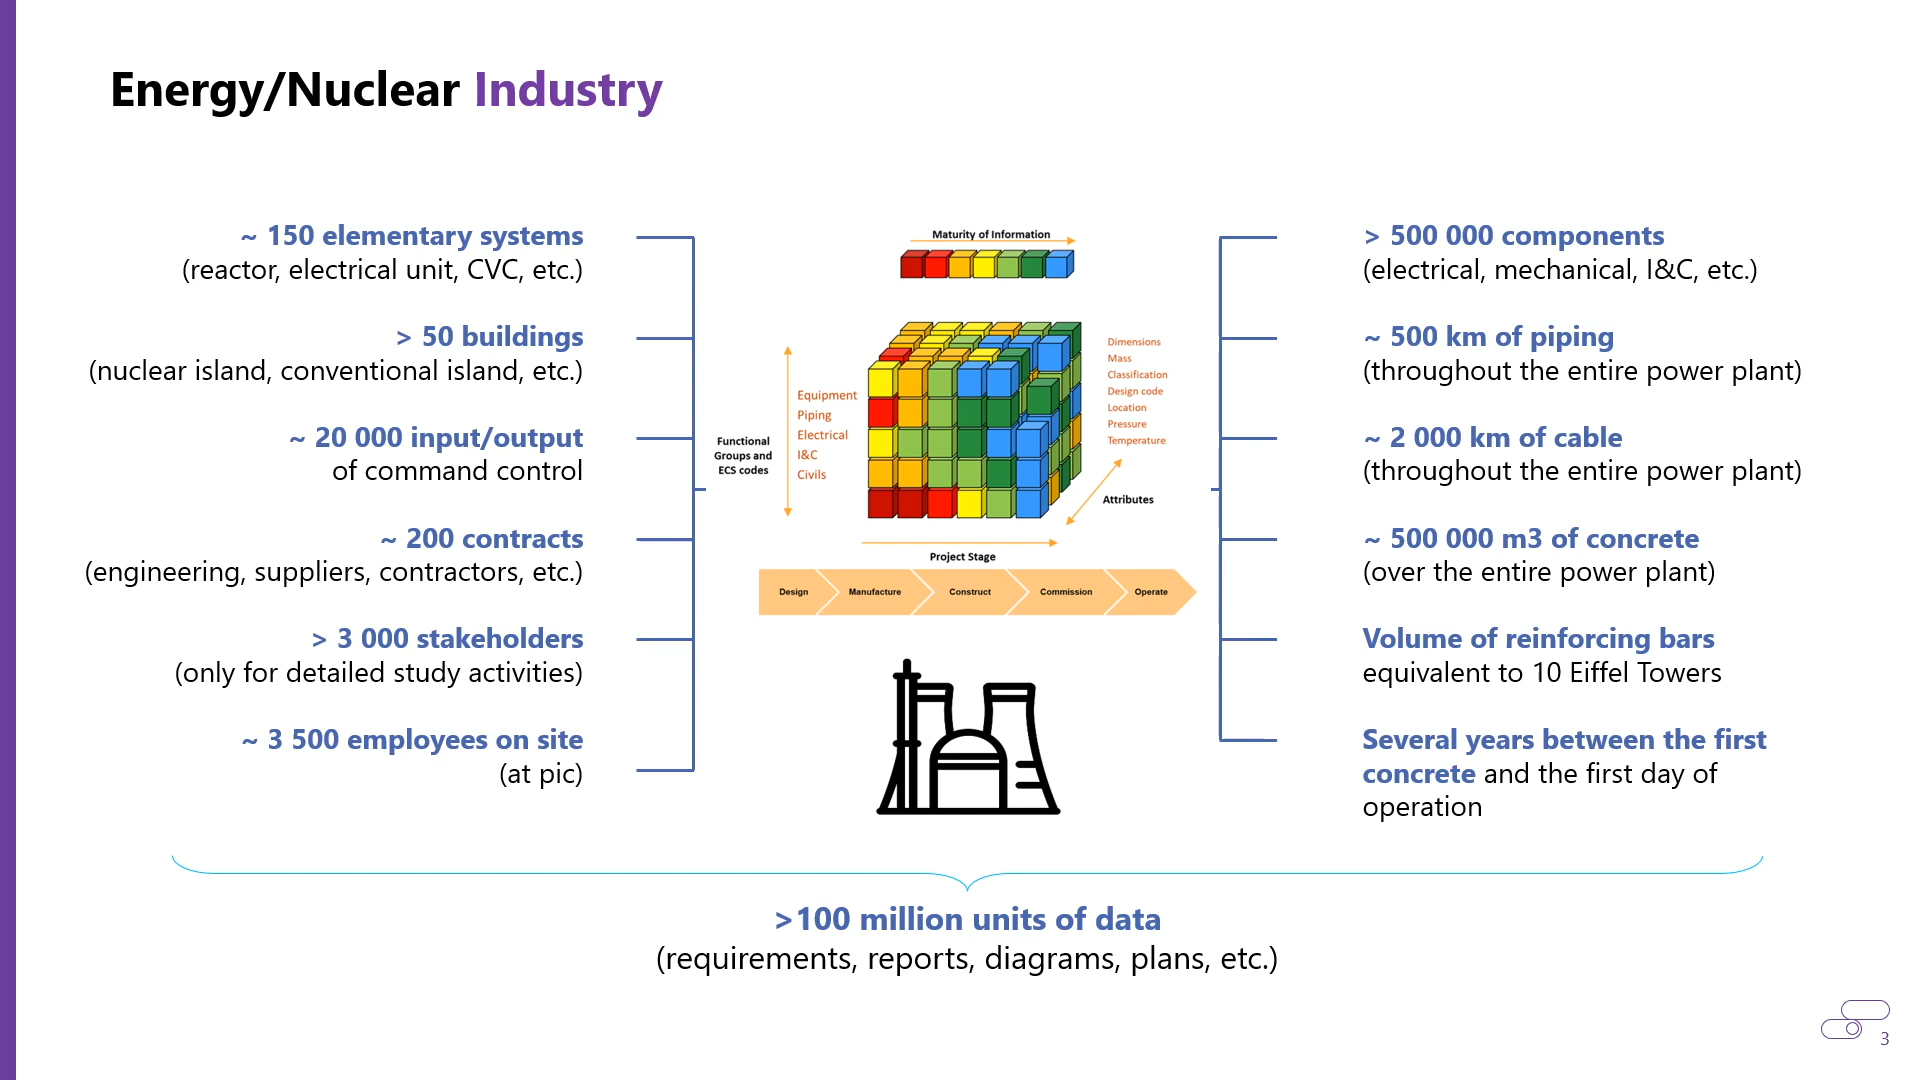 Energy/Nuclear Industry
~ 150 elementary systems
(reactor, electrical unit, CVC, etc.)
> 50 buildings
(nuclear island, conventional island, etc.)
~ 20 000 input/output
of command control
~ 200 contracts
(engineering, suppliers, contractors, etc.)
> 3 000 stakeholders
(only for detailed study activities)
~ 3 500 employees on site
(at pic)
Maturity of Information
Functional
Groups and
ECS codes
Equipment
Piping
Electrical
I&C
Civils
Dimensions
Mass
Classification
Design code
Location
Pressure
Temperature
Attributes
Project Stage
Design
Manufacture
Construct
Commission
Operate
> 500 000 components
(electrical, mechanical, I&C, etc.)
~ 500 km of piping
(throughout the entire power plant)
~ 2 000 km of cable
(throughout the entire power plant)
~ 500 000 m3 of concrete
(over the entire power plant)
Volume of reinforcing bars
equivalent to 10 Eiffel Towers
Several years between the first
concrete and the first day of
operation
>100 million units of data
(requirements, reports, diagrams, plans, etc.)
3